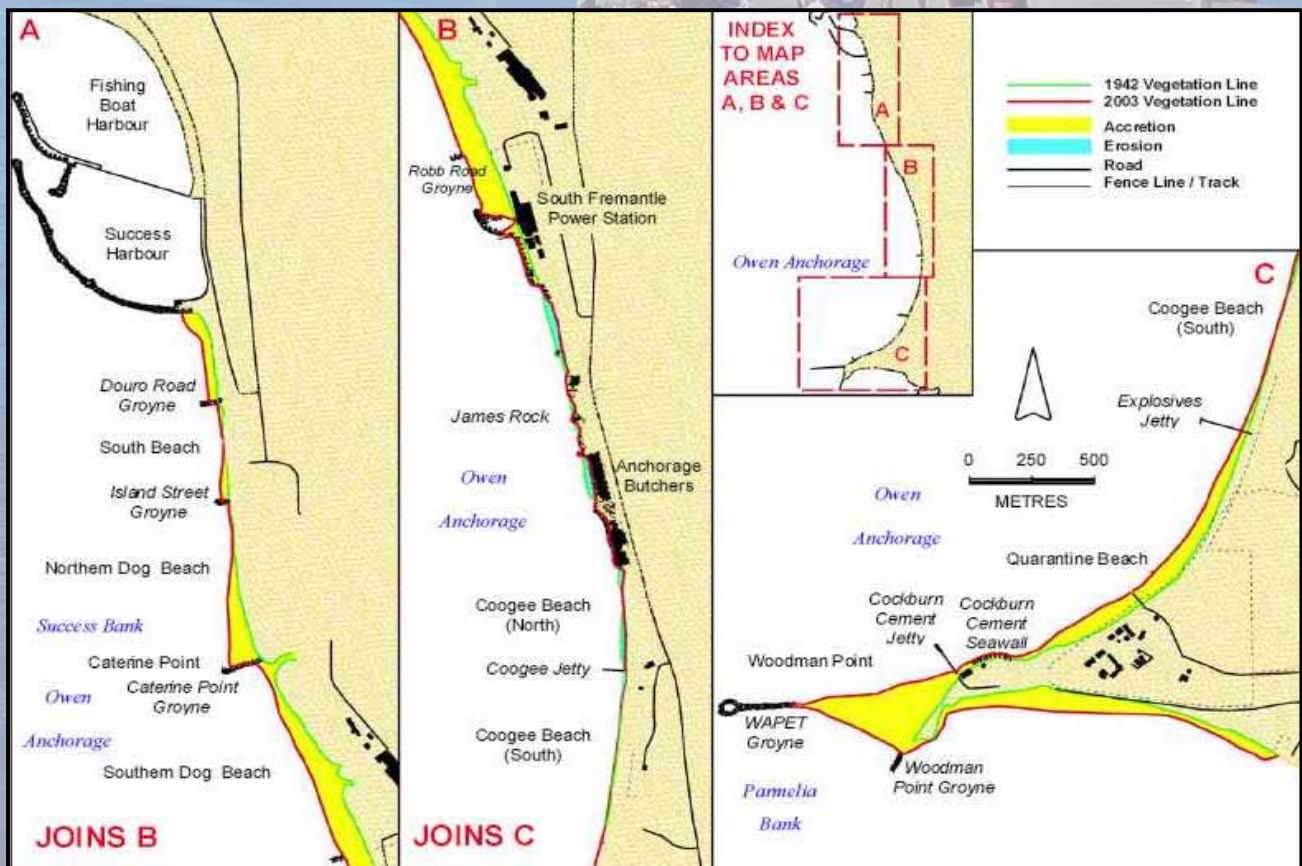 A
Fishing
Boat
Harbour
Success
Harbour
Douro Road
Groyne
South Beach
Island Street
Groyne
Northern Dog Beach
Success Bank
Caterine Point
Caterine Point
Groyne
Owen
Anchorage
Southern Dog Beach
JOINS B
B
Robb Road
Groyne
South Fremantle
Power Station
James Rock
Anchorage
Butchers
Owen
Anchorage
Coogee Beach
(North)
Coogee Jetty
Coogee Beach
(South)
JOINS C
INDEX
TO MAP
AREAS
A, B & C
A
B
Owen Anchorage
C
1942 Vegetation Line
2003 Vegetation Line
Accretion
Erosion
Road
Fence Line / Track
C
Coogee Beach
(South)
Explosives
Jetty
0 250 500
METRES
Owen
Anchorage
Quarantine Beach
Cockburn
Cement
Jetty
Cockburn
Cement
Seawall
Woodman Point
WAPET
Groyne
Woodman
Point Groyne
Parmelia
Bank